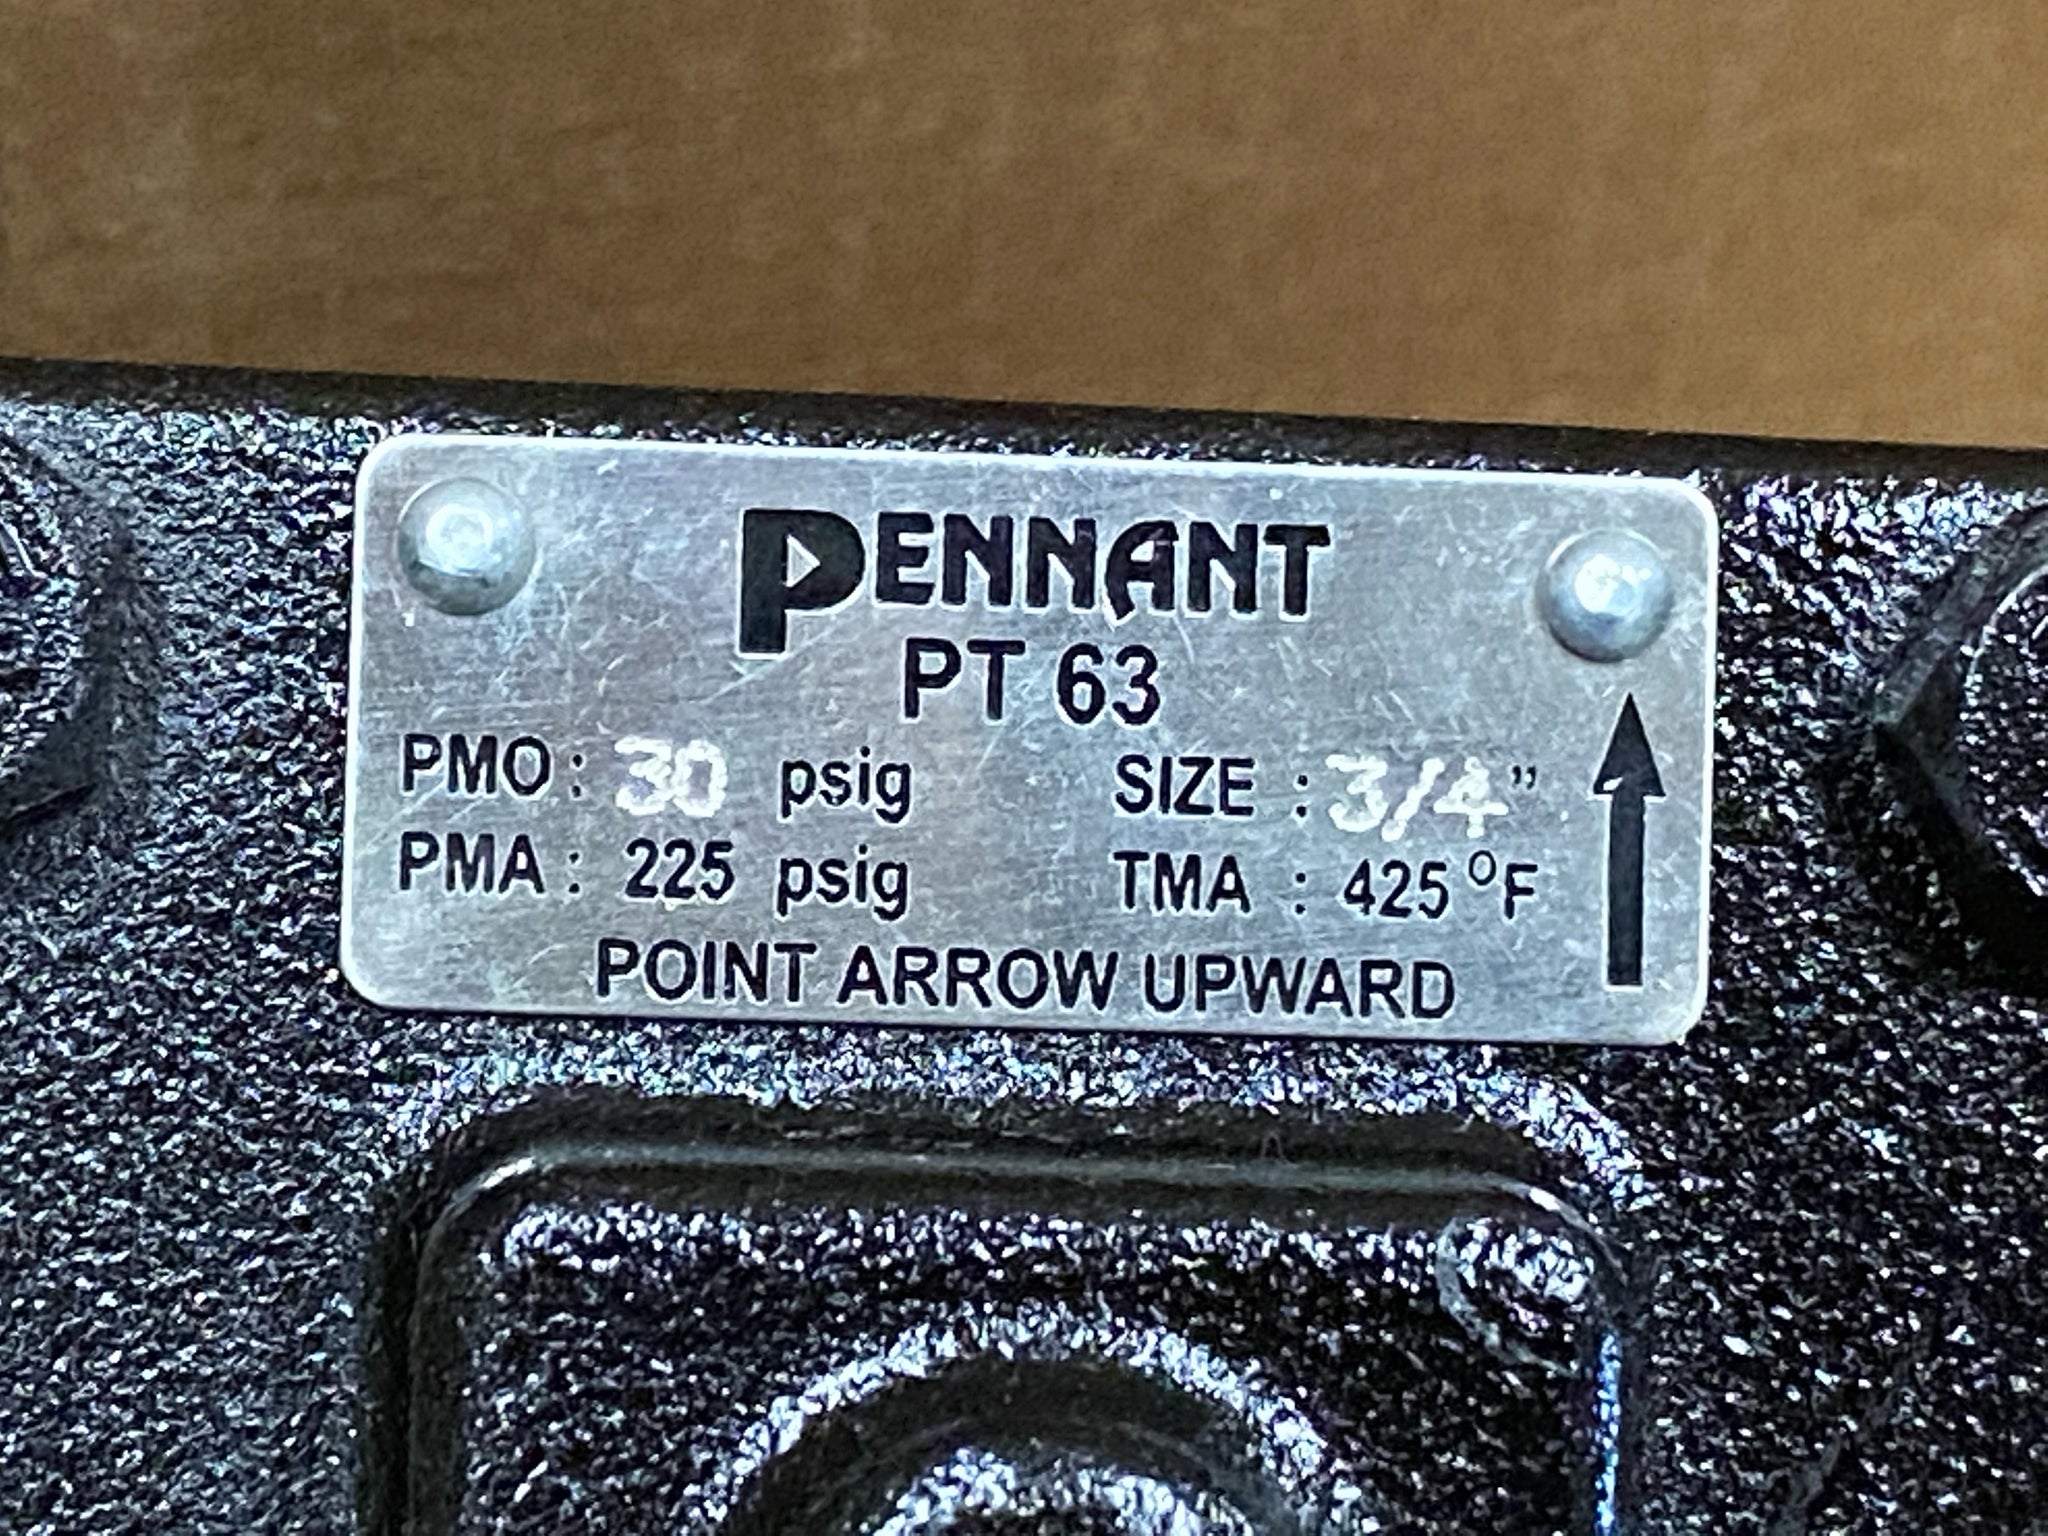 PENNANT
PT 63
PMO : 30 psig SIZE : 3/4"
PMA : 225 psig TMA : 425 °F
POINT ARROW UPWARD